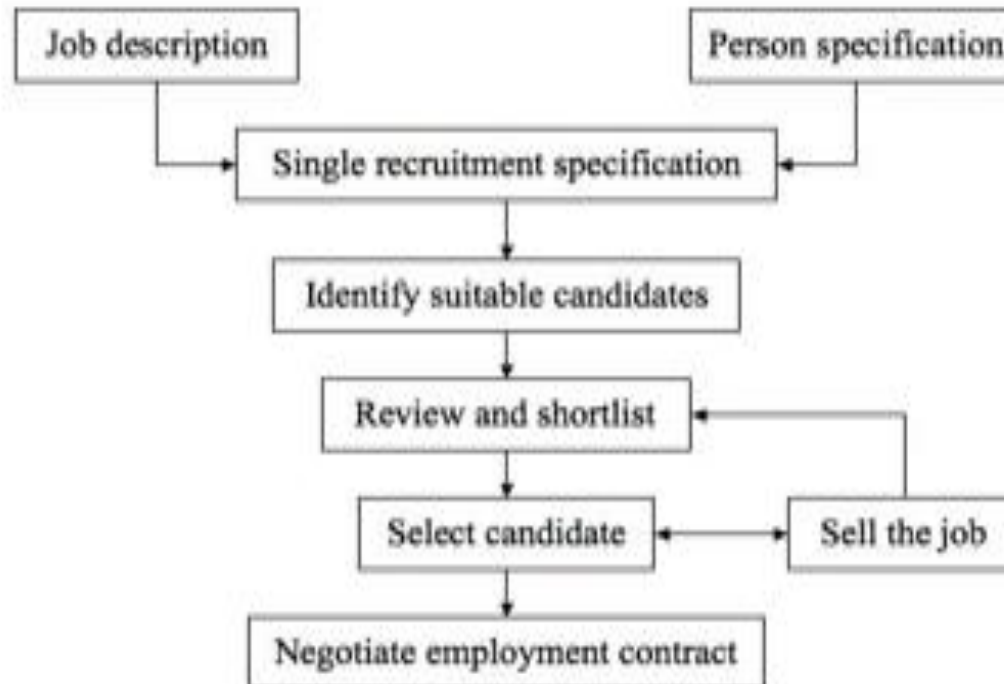 Job description
Person specification
Single recruitment specification
Identify suitable candidates
Review and shortlist
Select candidate
Sell the job
Negotiate employment contract